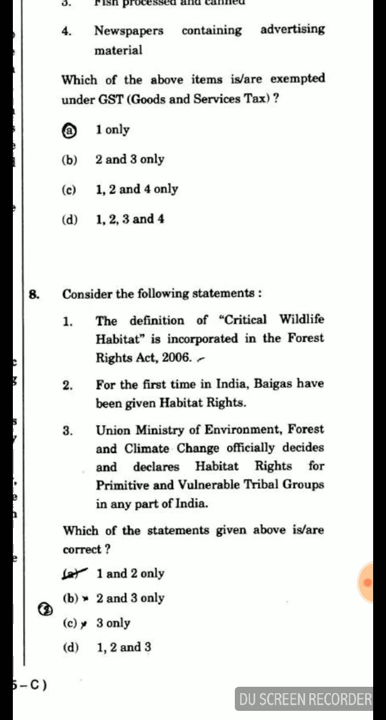 3. Fish processed and canned
4. Newspapers containing advertising
material
Which of the above items is/are exempted
under GST (Goods and Services Tax) ?
(a) 1 only
(b) 2 and 3 only
(c) 1, 2 and 4 only
(d) 1, 2, 3 and 4
8. Consider the following statements :
1. The definition of "Critical Wildlife
Habitat" is incorporated in the Forest
Rights Act, 2006.
2. For the first time in India, Baigas have
been given Habitat Rights.
3. Union Ministry of Environment, Forest
and Climate Change officially decides
and declares Habitat Rights for
Primitive and Vulnerable Tribal Groups
in any part of India.
Which of the statements given above is/are
correct ?
(a) 1 and 2 only
(b) 2 and 3 only
(c) 3 only
(d) 1, 2 and 3
5 – C )
DU SCREEN RECORDER